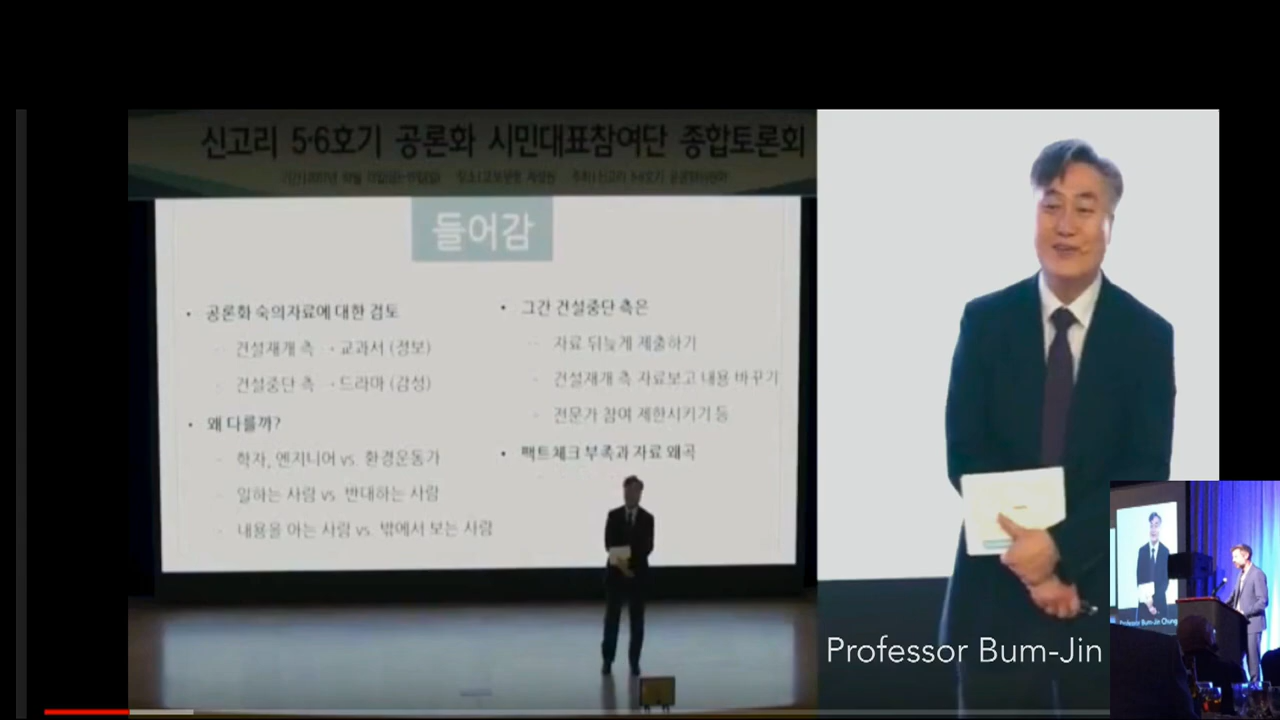 신고리 5·6호기 공론화 시민대표참여단 종합토론회
들어감
• 공론화 숙의자료에 대한 검토
– 건설재개 측 → 교과서 (정보)
– 건설중단 측 → 드라마 (감성)
• 왜 다를까?
– 학자, 엔지니어 vs. 환경운동가
– 일하는 사람 vs. 반대하는 사람
– 내용을 아는 사람 vs. 밖에서 보는 사람
• 그간 건설중단 측은
– 자료 뒤늦게 제출하기
– 건설재개 측 자료보고 내용 바꾸기
– 전문가 참여 제한시키기 등
• 팩트체크 부족과 자료 왜곡
Professor Bum-Jin
Professor Bum-Jin Chung